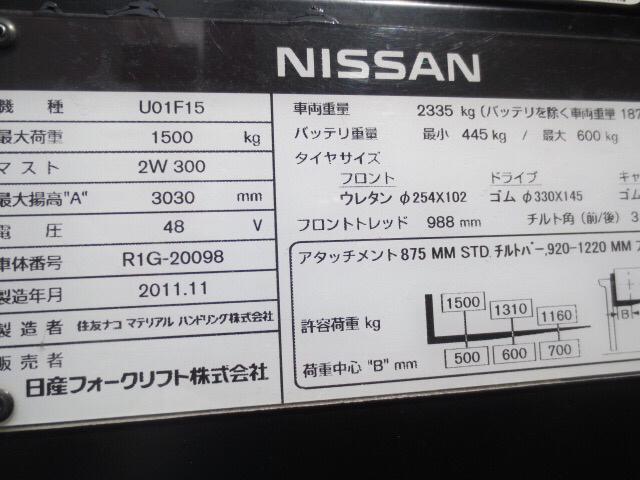 NISSAN
機 種 U01F15
最大荷重 1500 kg
マスト 2W 300
最大揚高"A" 3030 mm
電 圧 48 V
車体番号 R1G-20098
製造年月 2011.11
製造者 住友ナコ マテリアル ハンドリング株式会社
販売者
日産フォークリフト株式会社
車両重量 2335 kg (バッテリを除く車両重量 187
バッテリ重量 最小 445 kg / 最大 600 kg
タイヤサイズ
フロント ドライブ キャ
ウレタン φ254X102 ゴム φ330X145 ゴム
フロントトレッド 988 mm チルト角 (前/後) 3
アタッチメント 875 MM STD.チルトバー,920-1220 MM
1500 1310 1160
許容荷重 kg
500 600 700
荷重中心 "B" mm
B